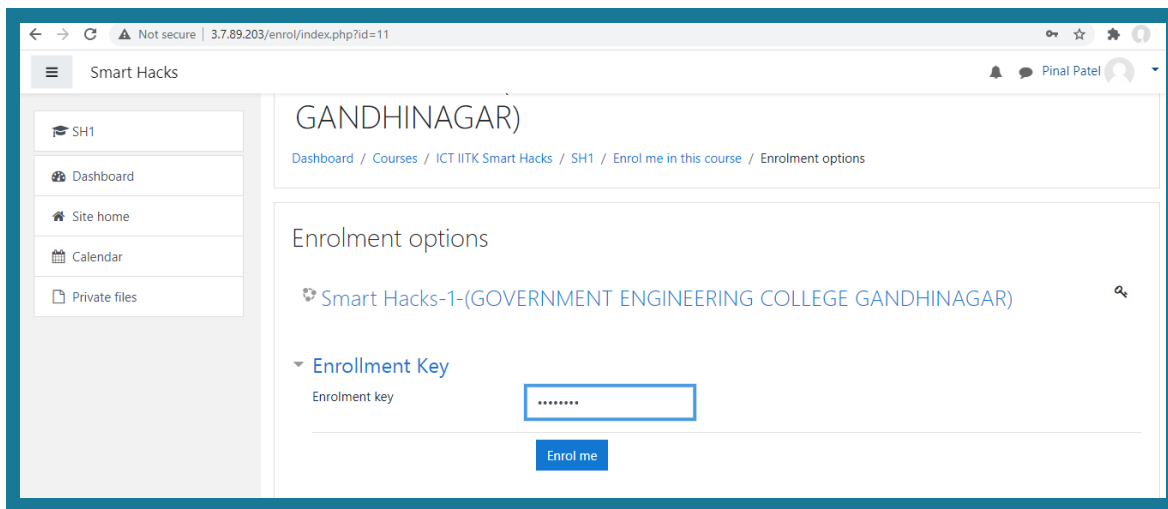 Not secure | 3.7.89.203/enrol/index.php?id=11
Smart Hacks
Pinal Patel
SH1
Dashboard
Site home
Calendar
Private files
GANDHINAGAR)
Dashboard / Courses / ICT IITK Smart Hacks / SH1 / Enrol me in this course / Enrolment options
Enrolment options
Smart Hacks-1-(GOVERNMENT ENGINEERING COLLEGE GANDHINAGAR)
Enrollment Key
Enrolment key
••••••••
Enrol me